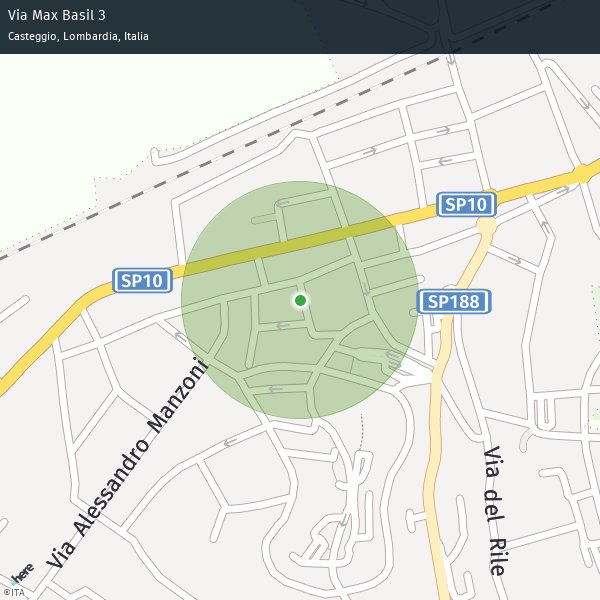 Via Max Basil 3
Casteggio, Lombardia, Italia
SP10
SP10
SP188
Via Alessandro Manzoni
Via del Rile
here
©ITA